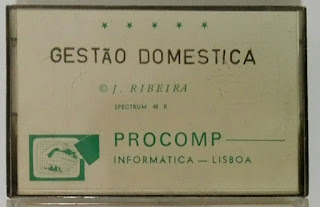 GESTÃO DOMESTICA
© J. RIBEIRA
SPECTRUM 48 K
PROCOMP
INFORMÁTICA — LISBOA